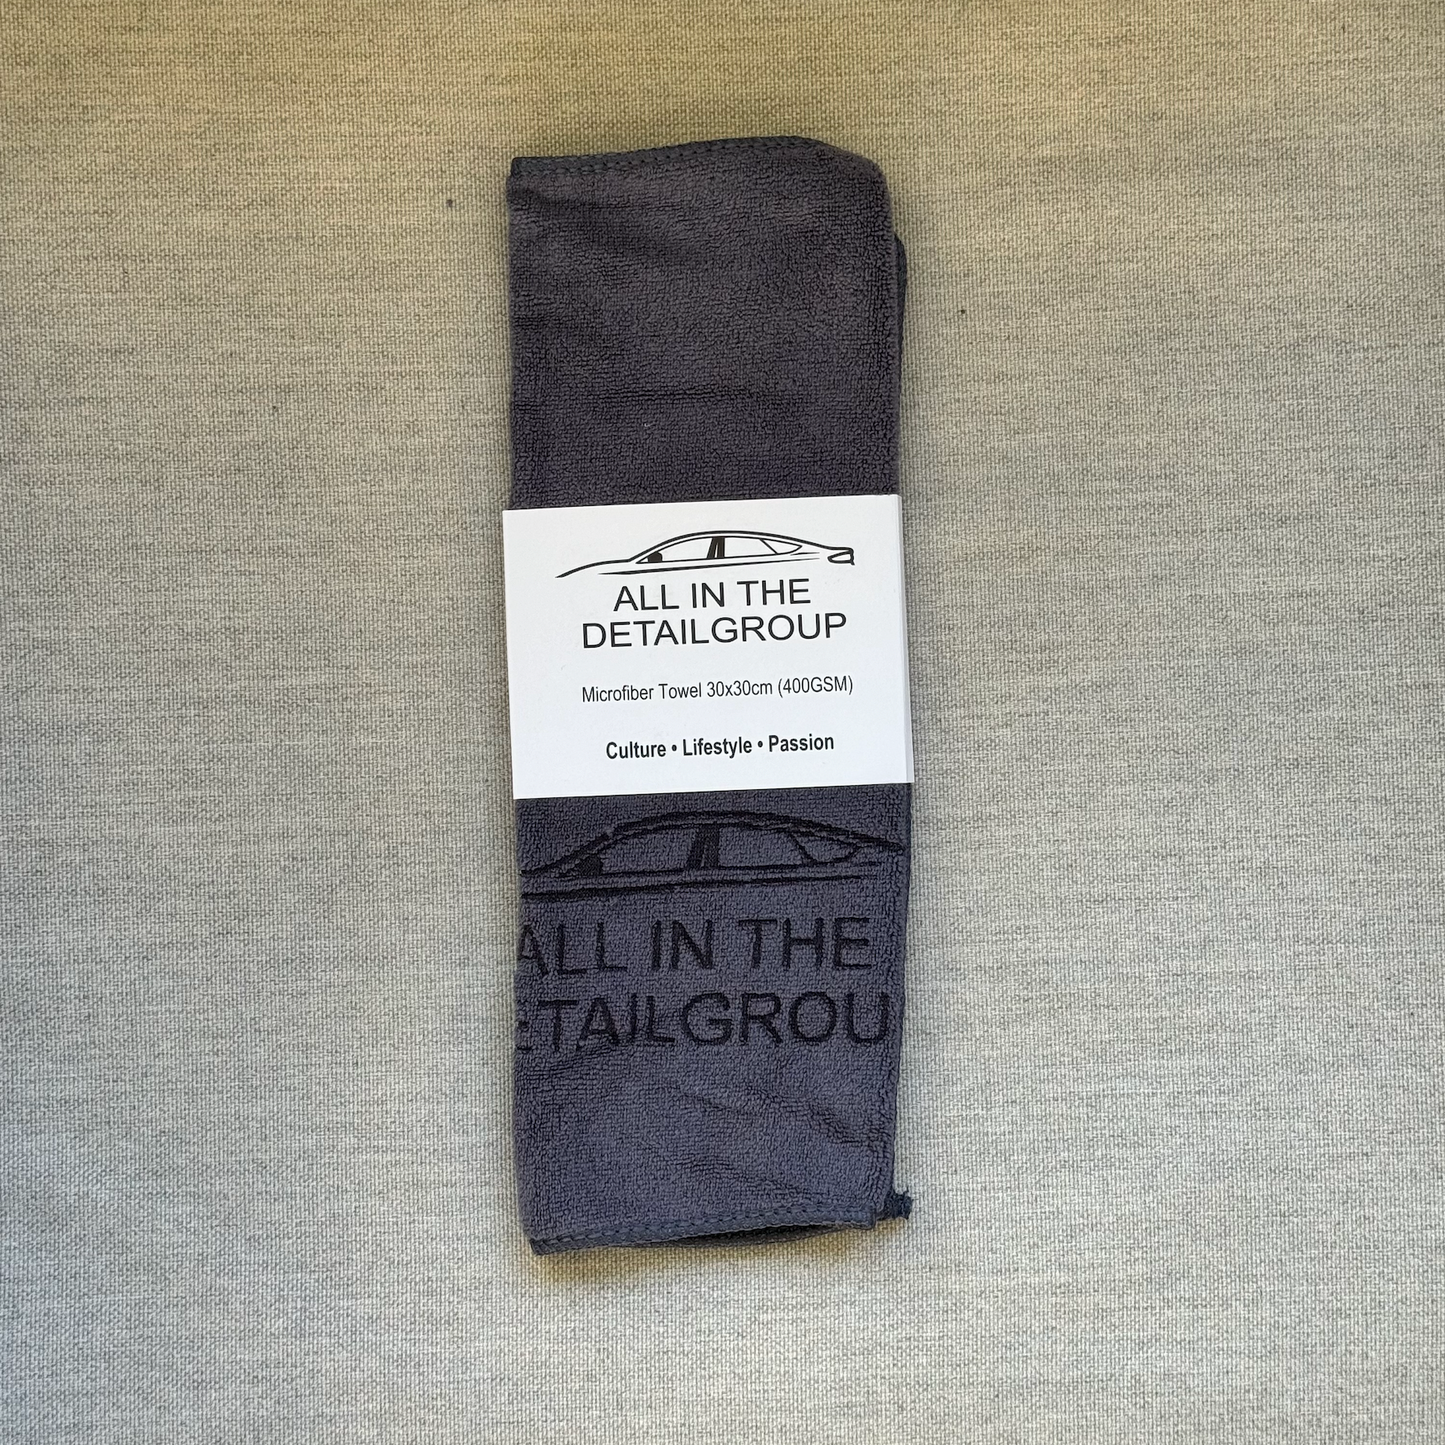 ALL IN THE
DETAILGROUP
Microfiber Towel 30x30cm (400GSM)
Culture • Lifestyle • Passion
ALL IN THE
ETAILGROU